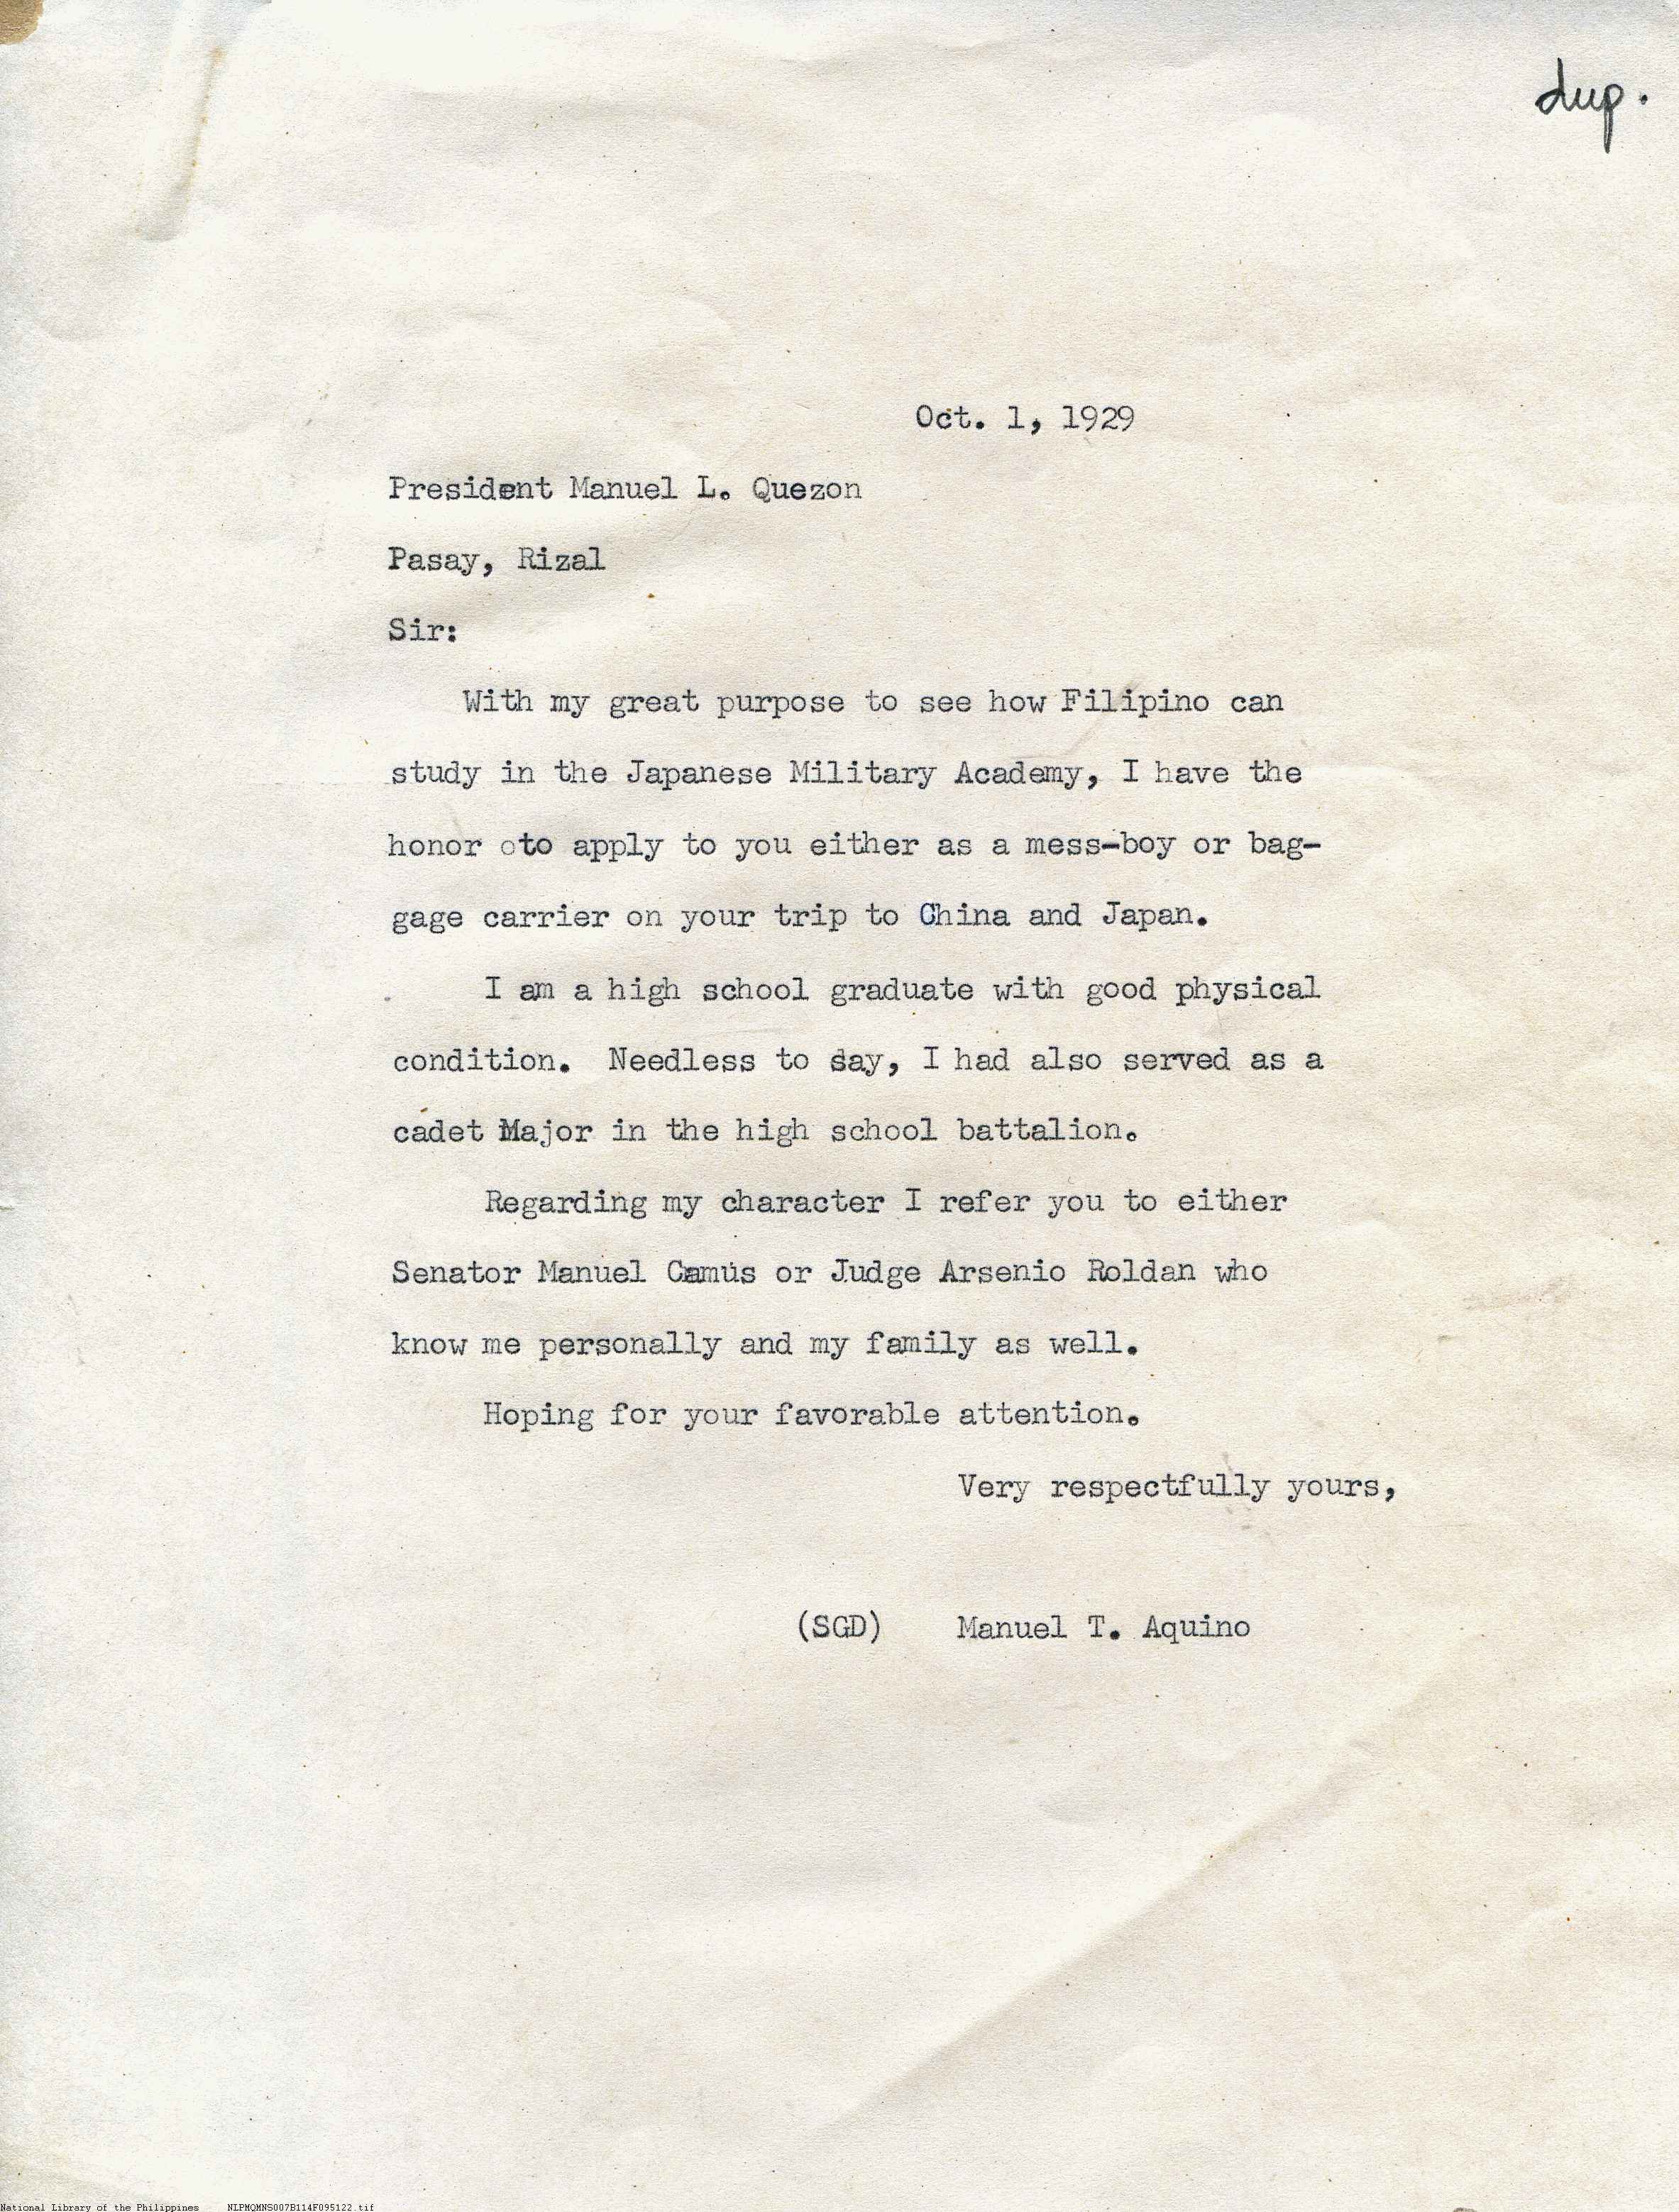 dup.
Oct. 1, 1929
President Manuel L. Quezon
Pasay, Rizal
Sir:
With my great purpose to see how Filipino can
study in the Japanese Military Academy, I have the
honor oto apply to you either as a mess-boy or bag-
gage carrier on your trip to China and Japan.
I am a high school graduate with good physical
condition. Needless to say, I had also served as a
cadet Major in the high school battalion.
Regarding my character I refer you to either
Senator Manuel Camus or Judge Arsenio Roldan who
know me personally and my family as well.
Hoping for your favorable attention.
Very respectfully yours,
(SGD) Manuel T. Aquino
National Library of the Philippines NLPMQMNS007B114F095122.tif